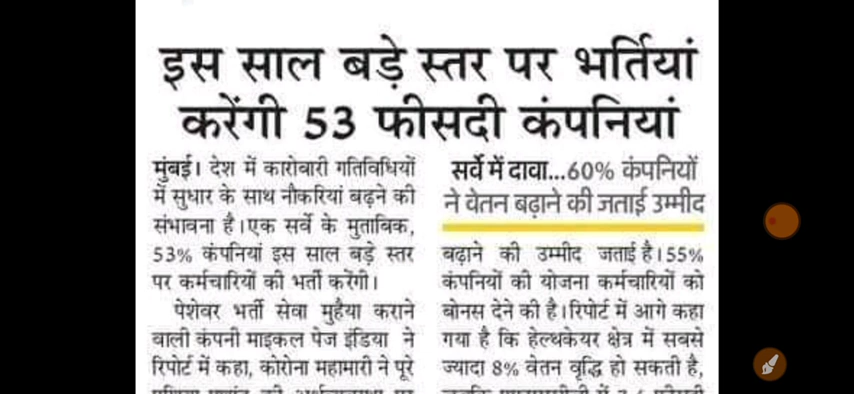 इस साल बड़े स्तर पर भर्तियां
करेंगी 53 फीसदी कंपनियां
मुंबई। देश में कारोबारी गतिविधियों
में सुधार के साथ नौकरियां बढ़ने की
संभावना है।एक सर्वे के मुताबिक,
53% कंपनियां इस साल बड़े स्तर
पर कर्मचारियों की भर्ती करेंगी।
पेशेवर भर्ती सेवा मुहैया कराने
वाली कंपनी माइकल पेज इंडिया ने
रिपोर्ट में कहा, कोरोना महामारी ने पूरे
सर्वे में दावा...60% कंपनियों
ने वेतन बढ़ाने की जताई उम्मीद
बढ़ाने की उम्मीद जताई है।55%
कंपनियों की योजना कर्मचारियों को
बोनस देने की है।रिपोर्ट में आगे कहा
गया है कि हेल्थकेयर क्षेत्र में सबसे
ज्यादा 8% वेतन वृद्धि हो सकती है,